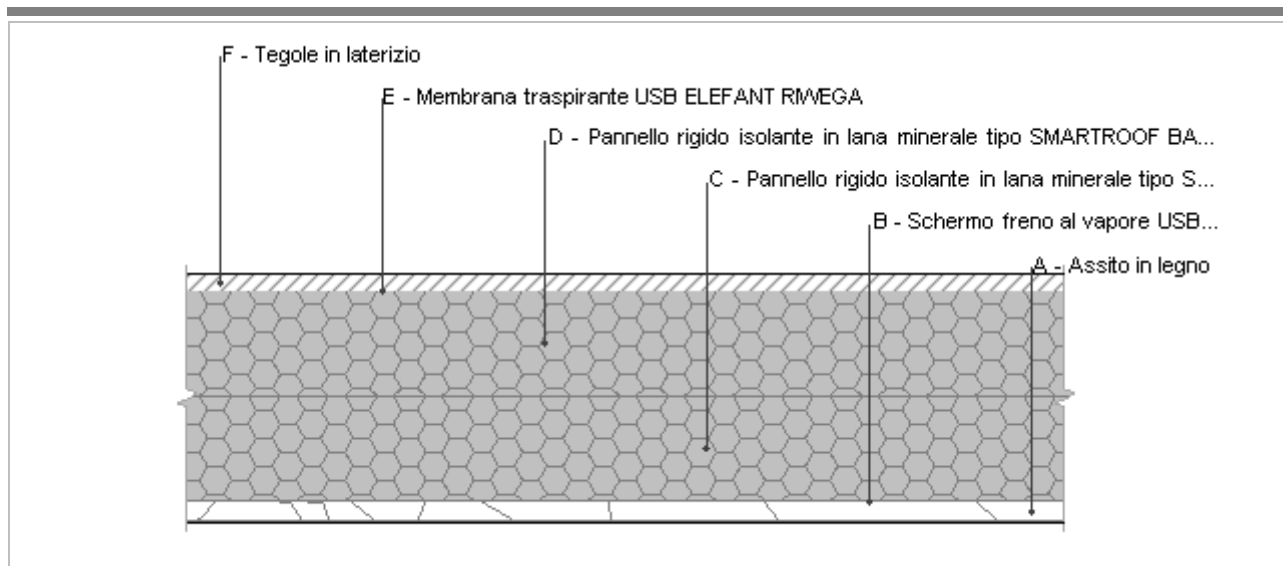 F - Tegole in laterizio
E - Membrana traspirante USB ELEFANT RIWEGA
D - Pannello rigido isolante in lana minerale tipo SMARTROOF BA...
C - Pannello rigido isolante in lana minerale tipo S...
B - Schermo freno al vapore USB...
A - Assito in legno